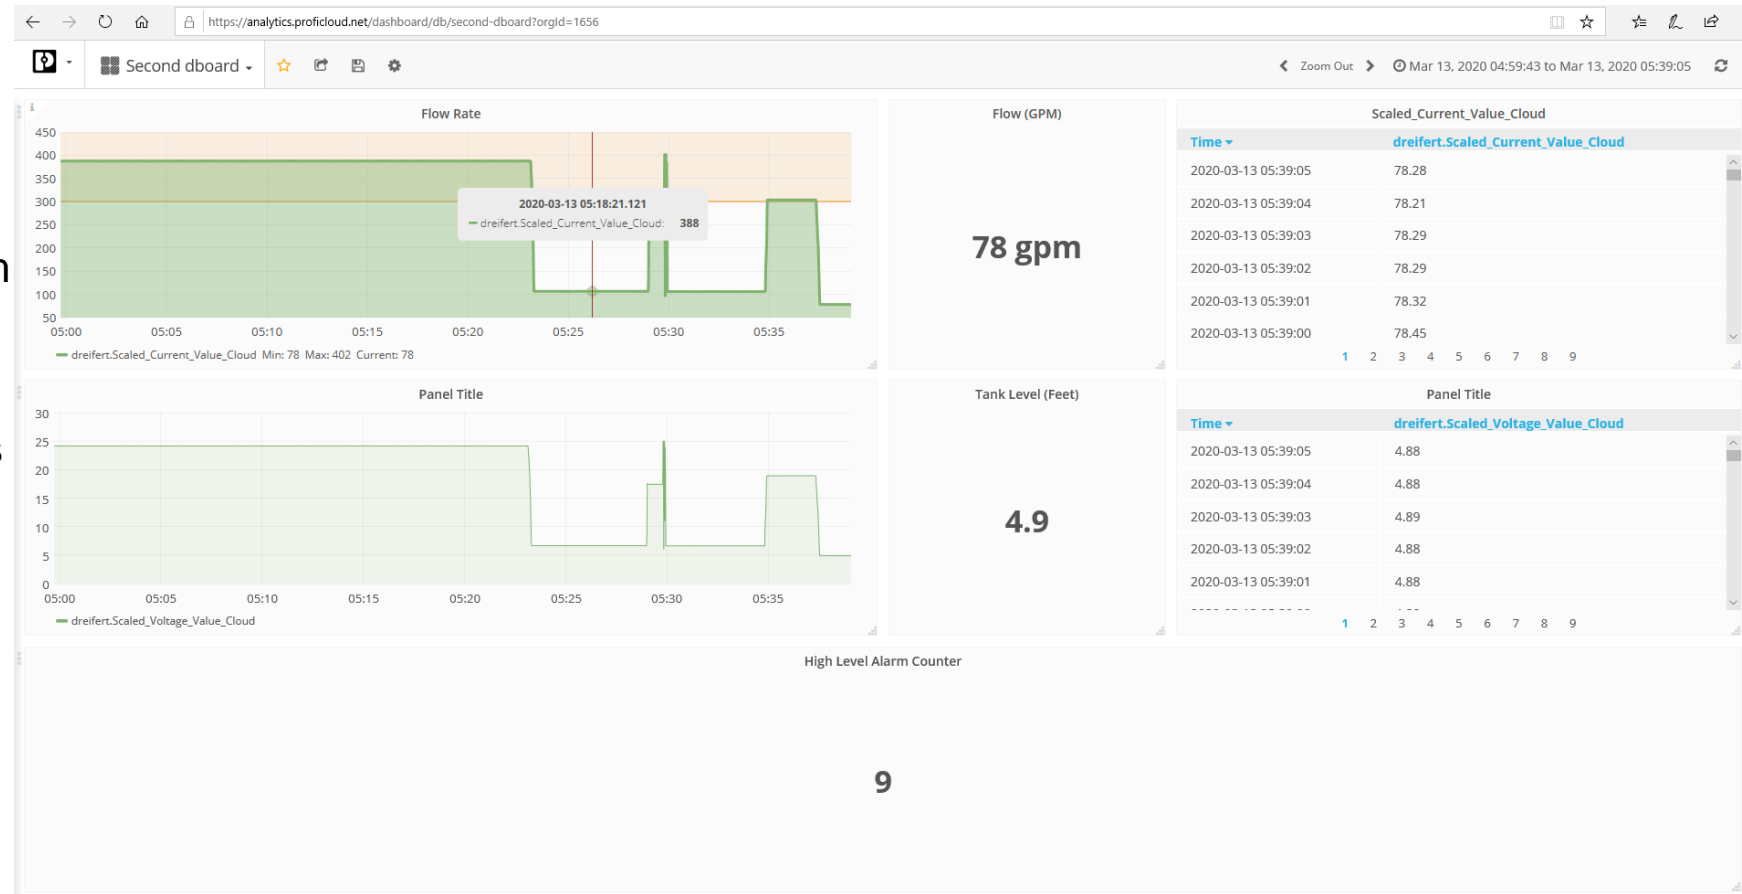 https://analytics.proficloud.net/dashboard/db/second-dboard?orgId=1656
Second dboard
Zoom Out
Mar 13, 2020 04:59:43 to Mar 13, 2020 05:39:05
Flow Rate
450
400
350
300
250
200
150
100
50
05:00 05:05 05:10 05:15 05:20 05:25 05:30 05:35
2020-03-13 05:18:21.121
dreifert.Scaled_Current_Value_Cloud: 388
dreifert.Scaled_Current_Value_Cloud Min: 78 Max: 402 Current: 78
Flow (GPM)
78 gpm
Scaled_Current_Value_Cloud
Time dreifert.Scaled_Current_Value_Cloud
2020-03-13 05:39:05 78.28
2020-03-13 05:39:04 78.21
2020-03-13 05:39:03 78.29
2020-03-13 05:39:02 78.29
2020-03-13 05:39:01 78.32
2020-03-13 05:39:00 78.45
1 2 3 4 5 6 7 8 9
Panel Title
30
25
20
15
10
5
0
05:00 05:05 05:10 05:15 05:20 05:25 05:30 05:35
dreifert.Scaled_Voltage_Value_Cloud
Tank Level (Feet)
4.9
Panel Title
Time dreifert.Scaled_Voltage_Value_Cloud
2020-03-13 05:39:05 4.88
2020-03-13 05:39:04 4.88
2020-03-13 05:39:03 4.89
2020-03-13 05:39:02 4.88
2020-03-13 05:39:01 4.88
1 2 3 4 5 6 7 8 9
High Level Alarm Counter
9